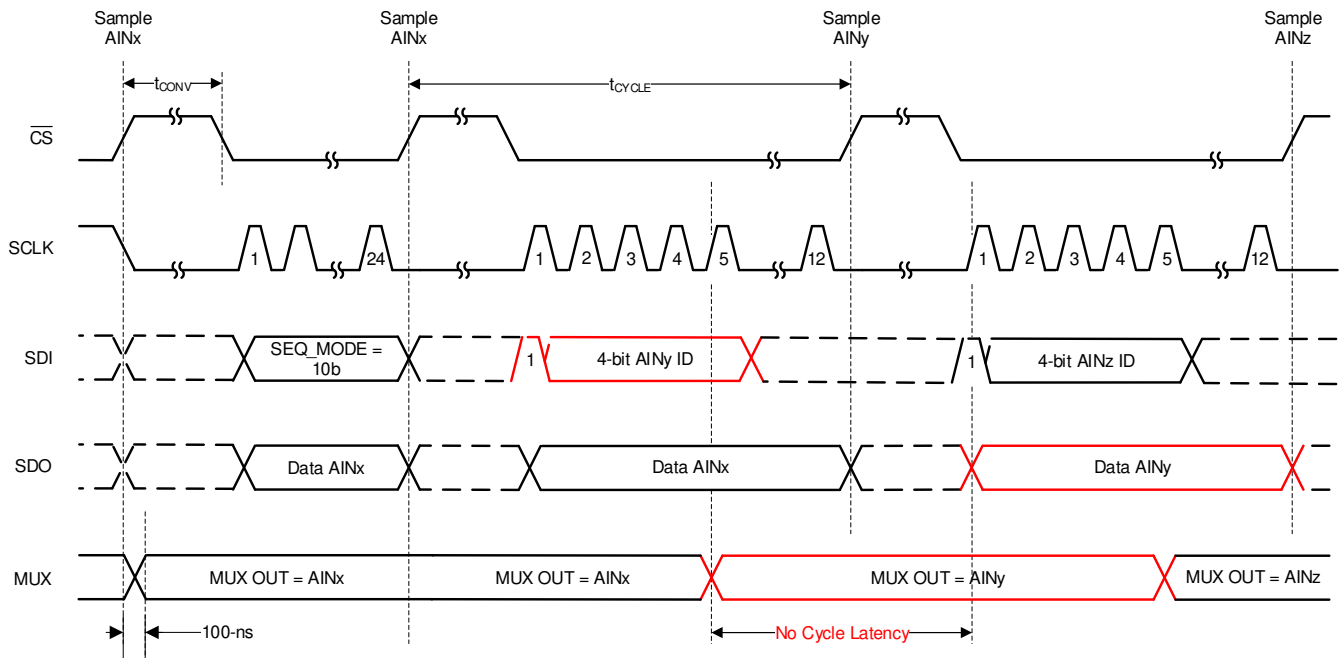 Sample
AINx
Sample
AINx
Sample
AINy
Sample
AINz
tCONV
tCYCLE
CS
SCLK
1
24
1
2
3
4
5
12
1
2
3
4
5
12
SDI
SEQ_MODE =
10b
1
4-bit AINy ID
1
4-bit AINz ID
SDO
Data AINx
Data AINx
Data AINy
MUX
MUX OUT = AINx
MUX OUT = AINx
MUX OUT = AINy
MUX OUT = AINz
100-ns
No Cycle Latency